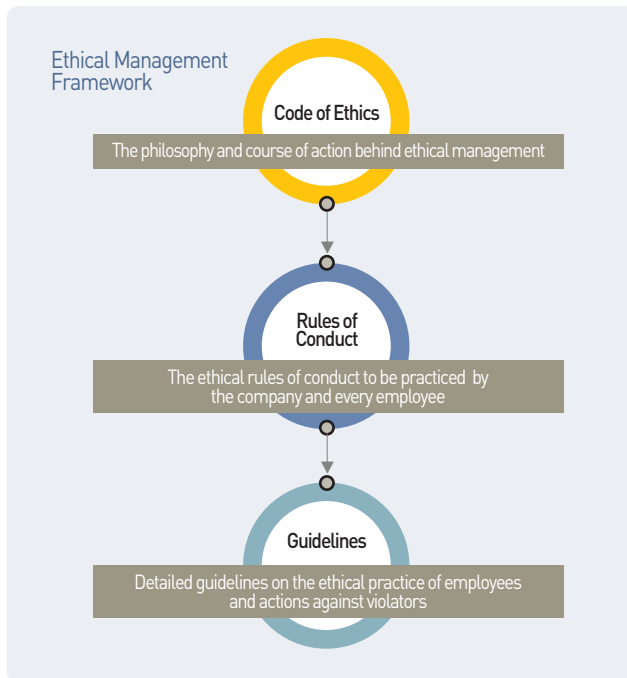 Ethical Management
Framework
Code of Ethics
The philosophy and course of action behind ethical management
Rules of
Conduct
The ethical rules of conduct to be practiced by
the company and every employee
Guidelines
Detailed guidelines on the ethical practice of employees
and actions against violators